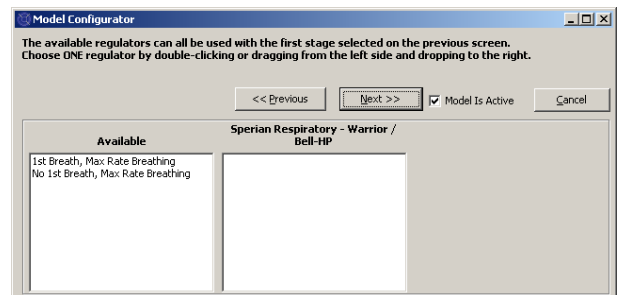 Model Configurator
The available regulators can all be used with the first stage selected on the previous screen.
Choose ONE regulator by double-clicking or dragging from the left side and dropping to the right.
<< Previous
Next >>
Model Is Active
Cancel
Available
Sperian Respiratory - Warrior /
Bell-HP
1st Breath, Max Rate Breathing
No 1st Breath, Max Rate Breathing